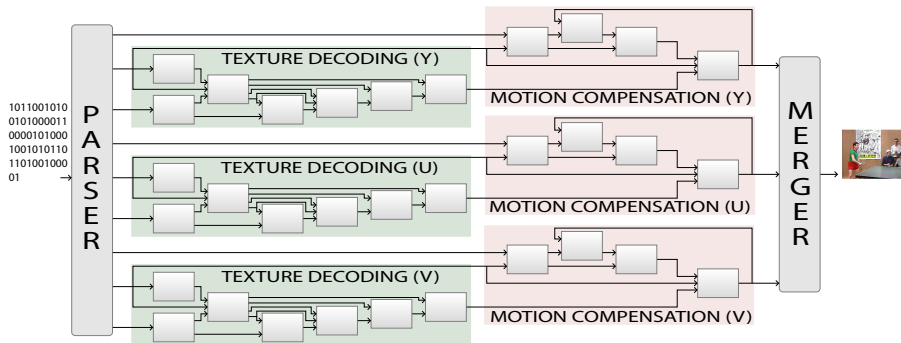 1011001010
0101000011
0000101000
1001010110
1101001000
01
PARSER
TEXTURE DECODING (Y)
MOTION COMPENSATION (Y)
TEXTURE DECODING (U)
MOTION COMPENSATION (U)
TEXTURE DECODING (V)
MOTION COMPENSATION (V)
MERGER